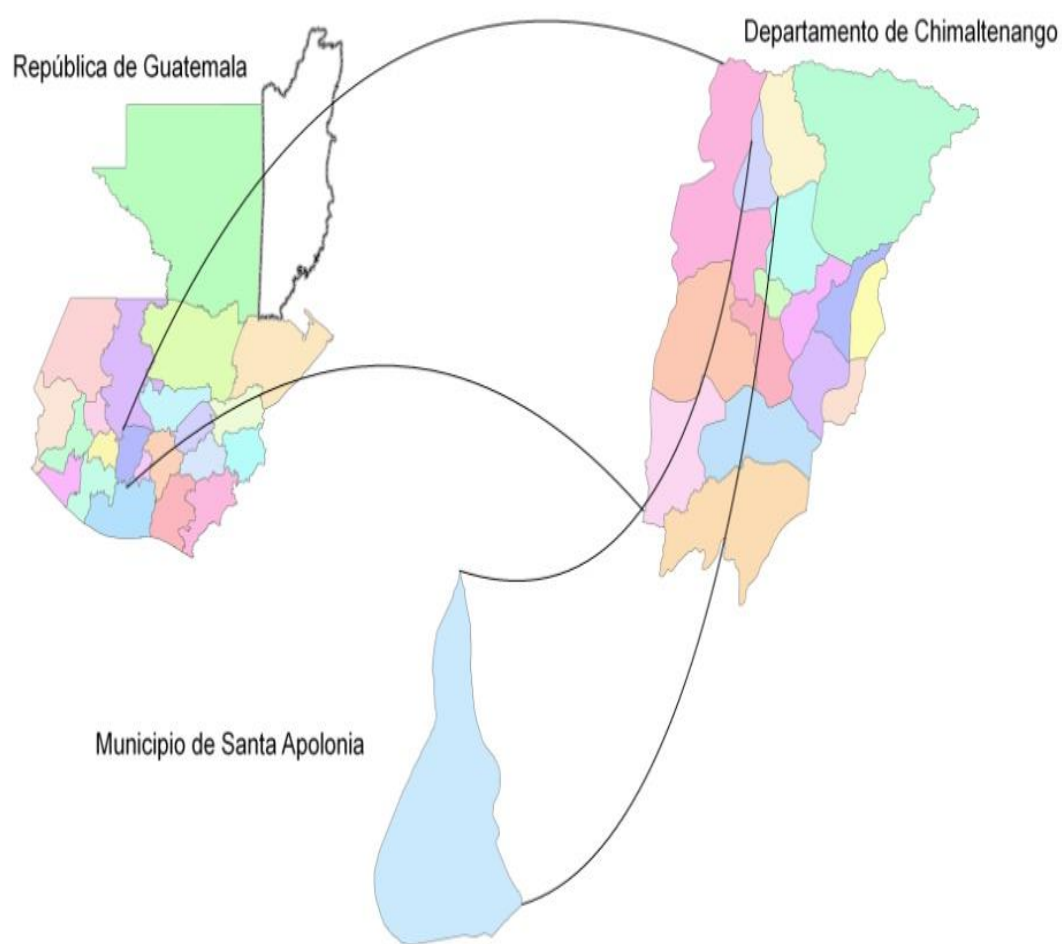 Departamento de Chimaltenango
República de Guatemala
Municipio de Santa Apolonia